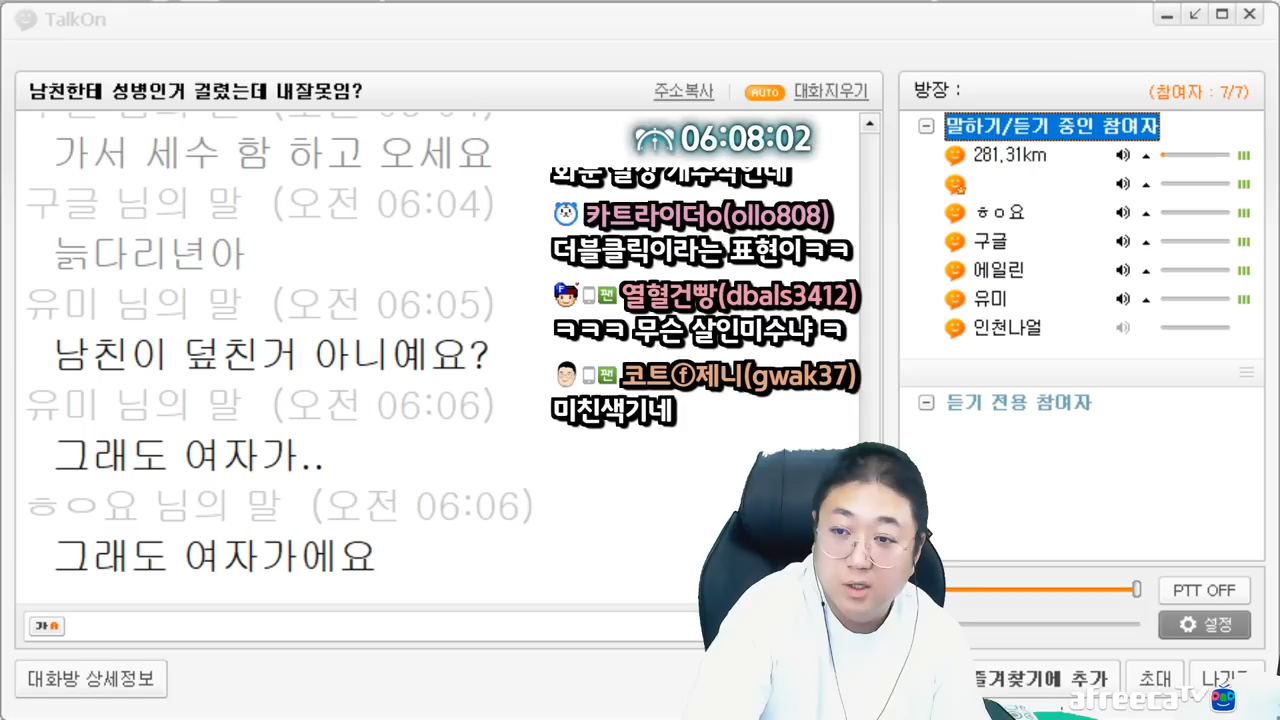 TalkOn
남친한테 성병인거 걸렸는데 내잘못임?
주소복사
AUTO
대화지우기
가서 세수 함 하고 오세요
구글 님의 말 (오전 06:04)
늙다리년아
유미 님의 말 (오전 06:05)
남친이 덮친거 아니예요?
유미 님의 말 (오전 06:06)
그래도 여자가..
ㅎㅇ요 님의 말 (오전 06:06)
그래도 여자가에요
06:08:02
카트라이더o(ollo808)
더블클릭이라는 표현이ㅋㅋ
팬 열혈건빵(dbals3412)
ㅋㅋㅋ 무슨 살인미수냐 ㅋ
팬 코트ⓕ제니(gwak37)
미친색기네
방장 :
(참여자 : 7/7)
말하기/듣기 중인 참여자
281.31km
ㅎㅇ요
구글
에일린
유미
인천나얼
듣기 전용 참여자
PTT OFF
설정
가
대화방 상세정보
즐겨찾기에 추가
초대
afreecaTV